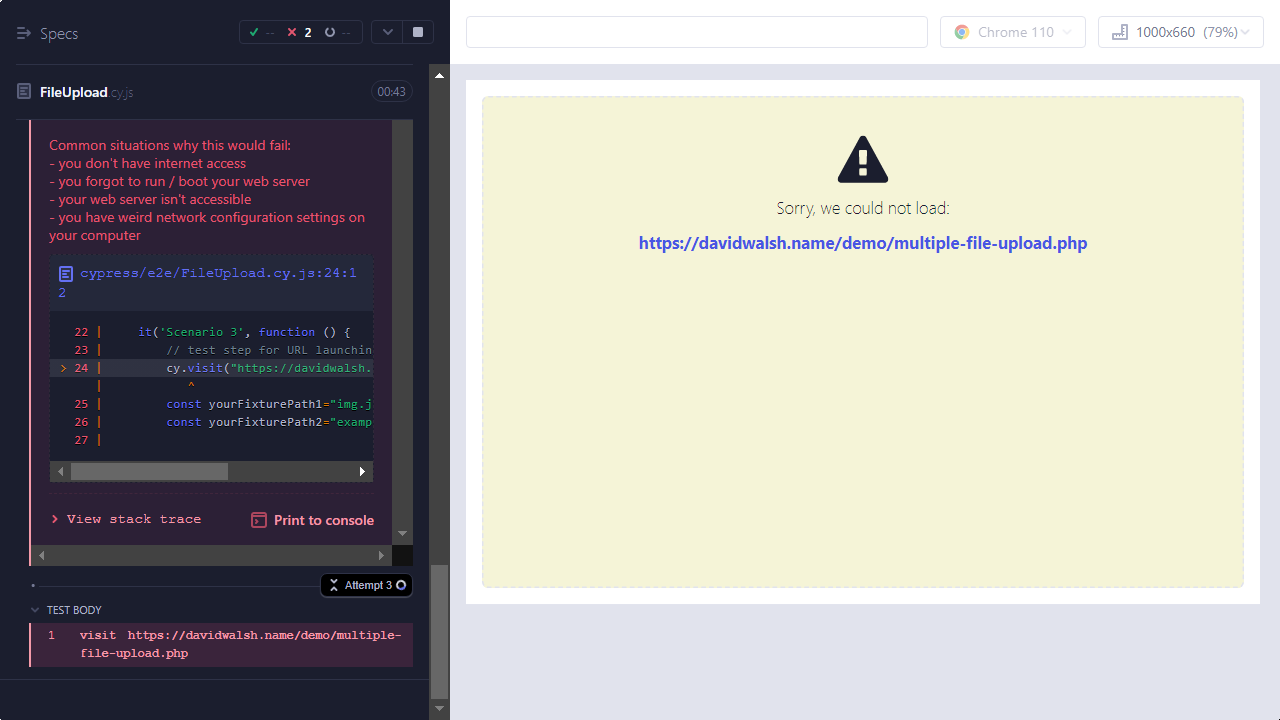 Specs
-- 2 --
FileUpload.cy.js
00:43
Common situations why this would fail:
- you don't have internet access
- you forgot to run / boot your web server
- your web server isn't accessible
- you have weird network configuration settings on
your computer
cypress/e2e/FileUpload.cy.js:24:1
2
22 | it('Scenario 3', function () {
23 | // test step for URL launchin
> 24 | cy.visit("https://davidwalsh.
| ^
25 | const yourFixturePath1="img.j
26 | const yourFixturePath2="examp
27 |
View stack trace
Print to console
Attempt 3
TEST BODY
1 visit https://davidwalsh.name/demo/multiple-
file-upload.php
Chrome 110
1000x660 (79%)
Sorry, we could not load:
https://davidwalsh.name/demo/multiple-file-upload.php